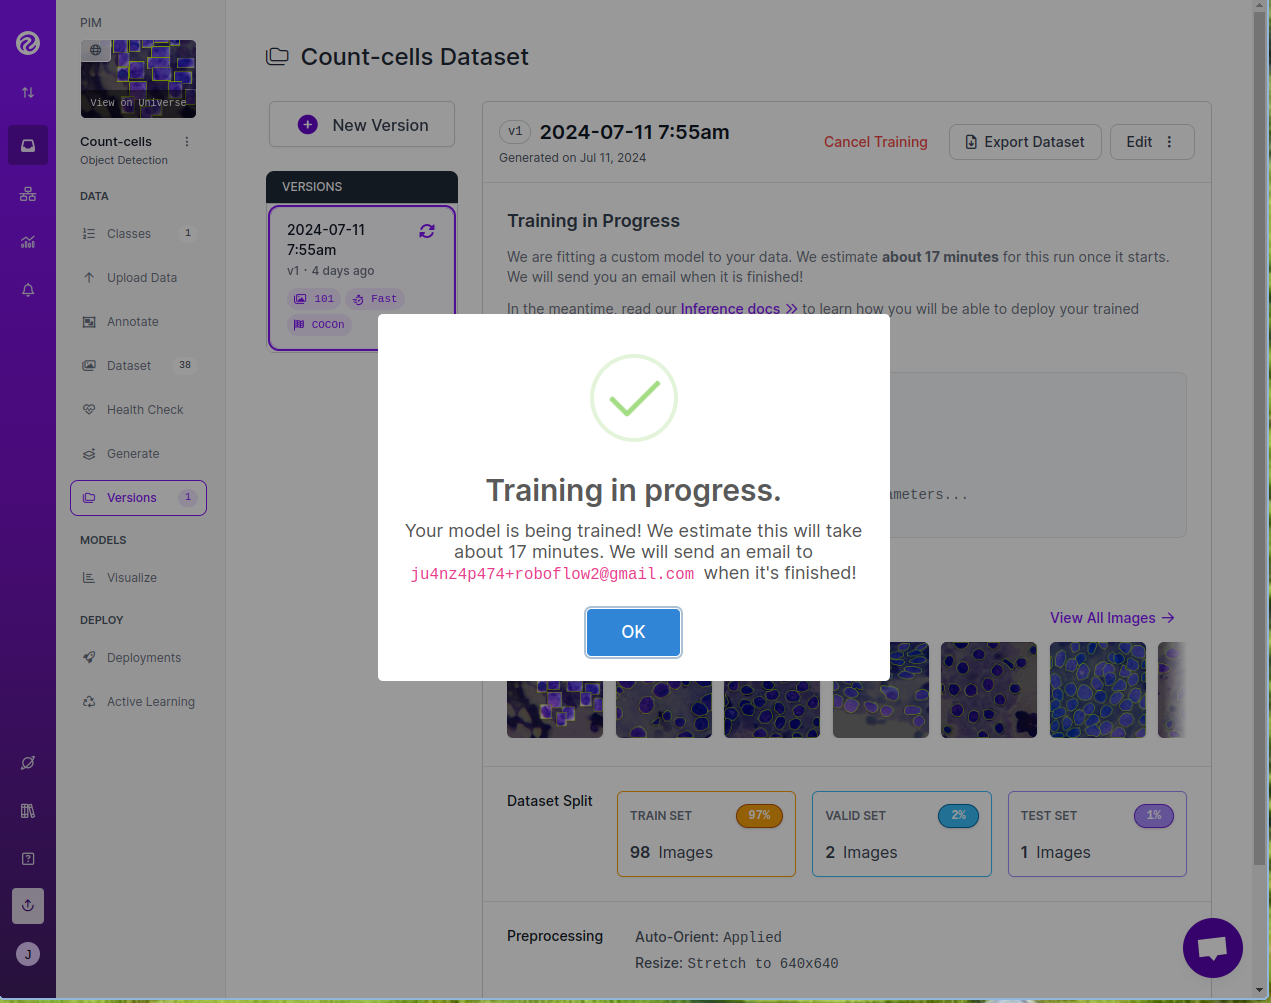 PIM
View on Universe
Count-cells
Object Detection
DATA
Classes 1
Upload Data
Annotate
Dataset 38
Health Check
Generate
Versions 1
MODELS
Visualize
DEPLOY
Deployments
Active Learning
J
Count-cells Dataset
New Version
VERSIONS
2024-07-11
7:55am
v1 · 4 days ago
101 Fast
COCOn
v1 2024-07-11 7:55am
Generated on Jul 11, 2024
Cancel Training
Export Dataset
Edit
Training in Progress
We are fitting a custom model to your data. We estimate about 17 minutes for this run once it starts.
We will send you an email when it is finished!
In the meantime, read our Inference docs to learn how you will be able to deploy your trained
ameters...
Training in progress.
Your model is being trained! We estimate this will take
about 17 minutes. We will send an email to
ju4nz4p474+roboflow2@gmail.com when it's finished!
OK
View All Images →
Dataset Split
TRAIN SET 97%
98 Images
VALID SET 2%
2 Images
TEST SET 1%
1 Images
Preprocessing
Auto-Orient: Applied
Resize: Stretch to 640x640